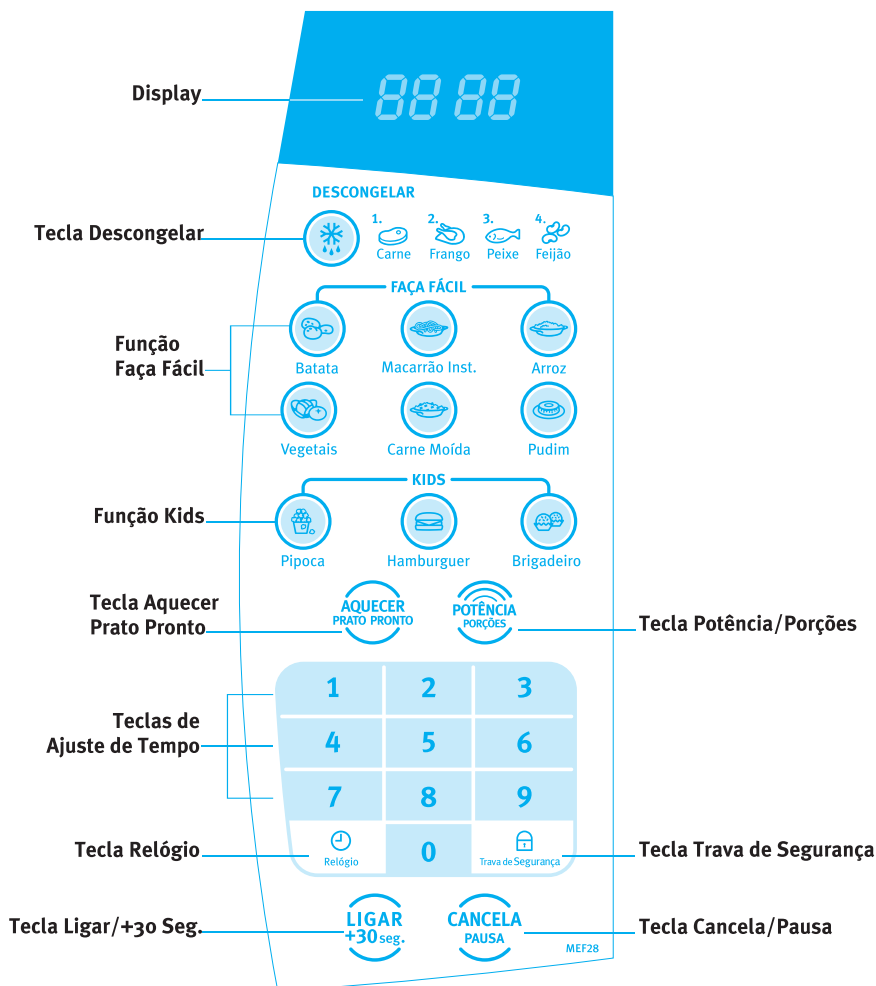 Display
88 88
DESCONGELAR
Tecla Descongelar
1. 2. 3. 4.
Carne Frango Peixe Feijão
FAÇA FÁCIL
Função
Faça Fácil
Batata Macarrão Inst. Arroz
Vegetais Carne Moída Pudim
KIDS
Função Kids
Pipoca Hamburguer Brigadeiro
Tecla Aquecer
Prato Pronto
AQUECER
PRATO PRONTO
POTÊNCIA
PORÇÕES
Tecla Potência/Porções
1 2 3
Teclas de
Ajuste de Tempo
4 5 6
7 8 9
Tecla Relógio
Relógio
0
Trava de Segurança
Tecla Trava de Segurança
Tecla Ligar/+30 Seg.
LIGAR
+30 seg.
CANCELA
PAUSA
Tecla Cancela/Pausa
MEF28